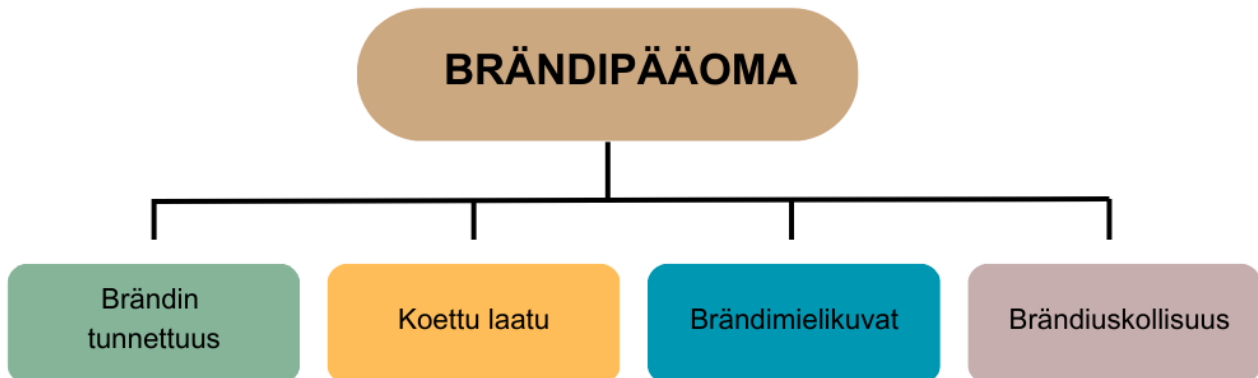 BRÄNDIPÄÄOMA
Brändin
tunnettuus
Koettu laatu
Brändimielikuvat
Brändiuskollisuus